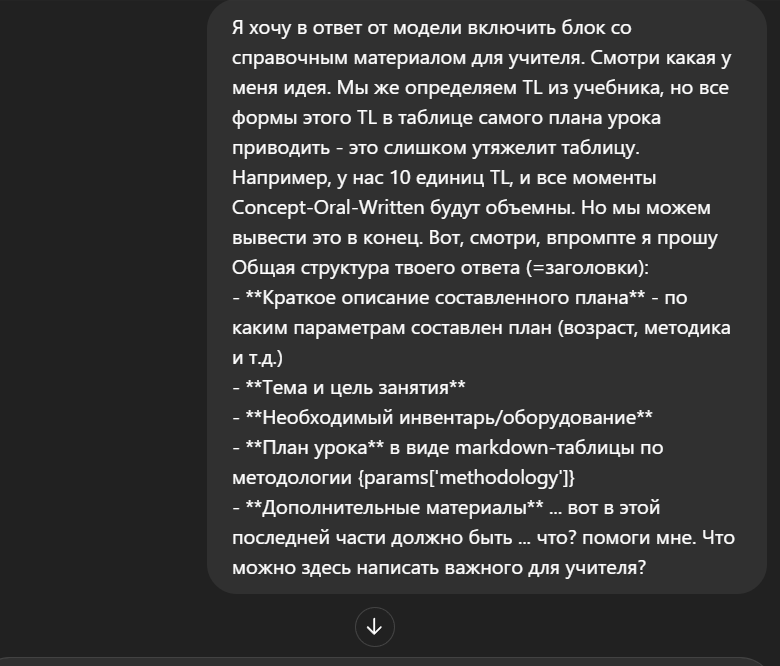 Я хочу в ответ от модели включить блок со
справочным материалом для учителя. Смотри какая у
меня идея. Мы же определяем TL из учебника, но все
формы этого TL в таблице самого плана урока
приводить - это слишком утяжелит таблицу.
Например, у нас 10 единиц TL, и все моменты
Concept-Oral-Written будут объемны. Но мы можем
вывести это в конец. Вот, смотри, впромпте я прошу
Общая структура твоего ответа (=заголовки):
- **Краткое описание составленного плана** - по
каким параметрам составлен план (возраст, методика
и т.д.)
- **Тема и цель занятия**
- **Необходимый инвентарь/оборудование**
- **План урока** в виде markdown-таблицы по
методологии {params['methodology']}
- **Дополнительные материалы** ... вот в этой
последней части должно быть ... что? помоги мне. Что
можно здесь написать важного для учителя?